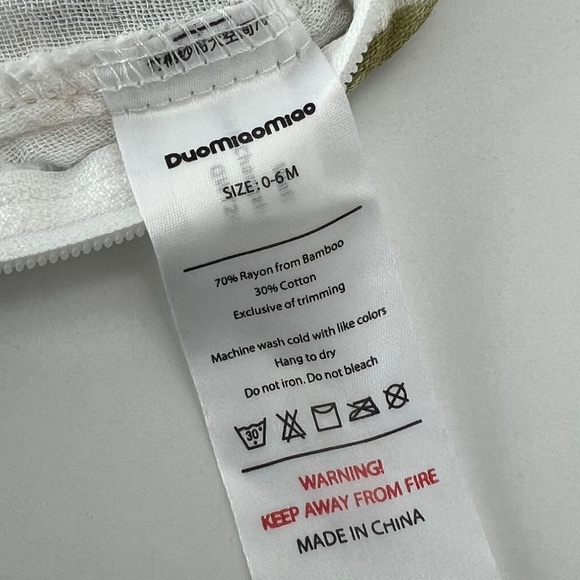 DuoMiaoMiao
SIZE: 0-6 M
70% Rayon from Bamboo
30% Cotton
Exclusive of trimming
Machine wash cold with like colors
Hang to dry
Do not iron. Do not bleach
30°
WARNING!
KEEP AWAY FROM FIRE
MADE IN CHINA